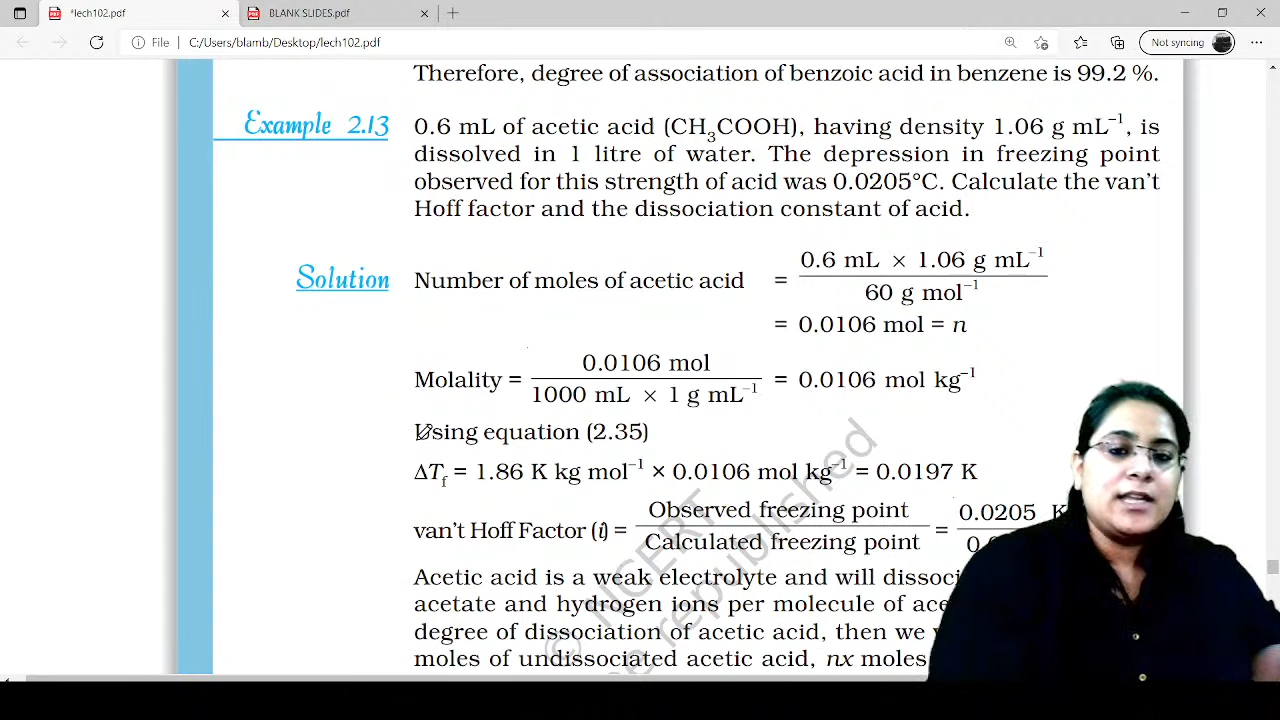 *lech102.pdf
BLANK SLIDES.pdf
File C:/Users/blamb/Desktop/lech102.pdf
Not syncing
Therefore, degree of association of benzoic acid in benzene is 99.2 %.
Example 2.13
0.6 mL of acetic acid (CH₃COOH), having density 1.06 g mL⁻¹, is
dissolved in 1 litre of water. The depression in freezing point
observed for this strength of acid was 0.0205°C. Calculate the van't
Hoff factor and the dissociation constant of acid.
Solution
Number of moles of acetic acid = 0.6 mL × 1.06 g mL⁻¹ / 60 g mol⁻¹
= 0.0106 mol = n
Molality = 0.0106 mol / 1000 mL × 1 g mL⁻¹ = 0.0106 mol kg⁻¹
Using equation (2.35)
ΔT_f = 1.86 K kg mol⁻¹ × 0.0106 mol kg⁻¹ = 0.0197 K
van't Hoff Factor (i) = Observed freezing point / Calculated freezing point = 0.0205 K
Acetic acid is a weak electrolyte and will
acetate and hydrogen ions per molecule of
degree of dissociation of acetic acid, then we
moles of undissociated acetic acid, nx moles
© NCERT
be republished